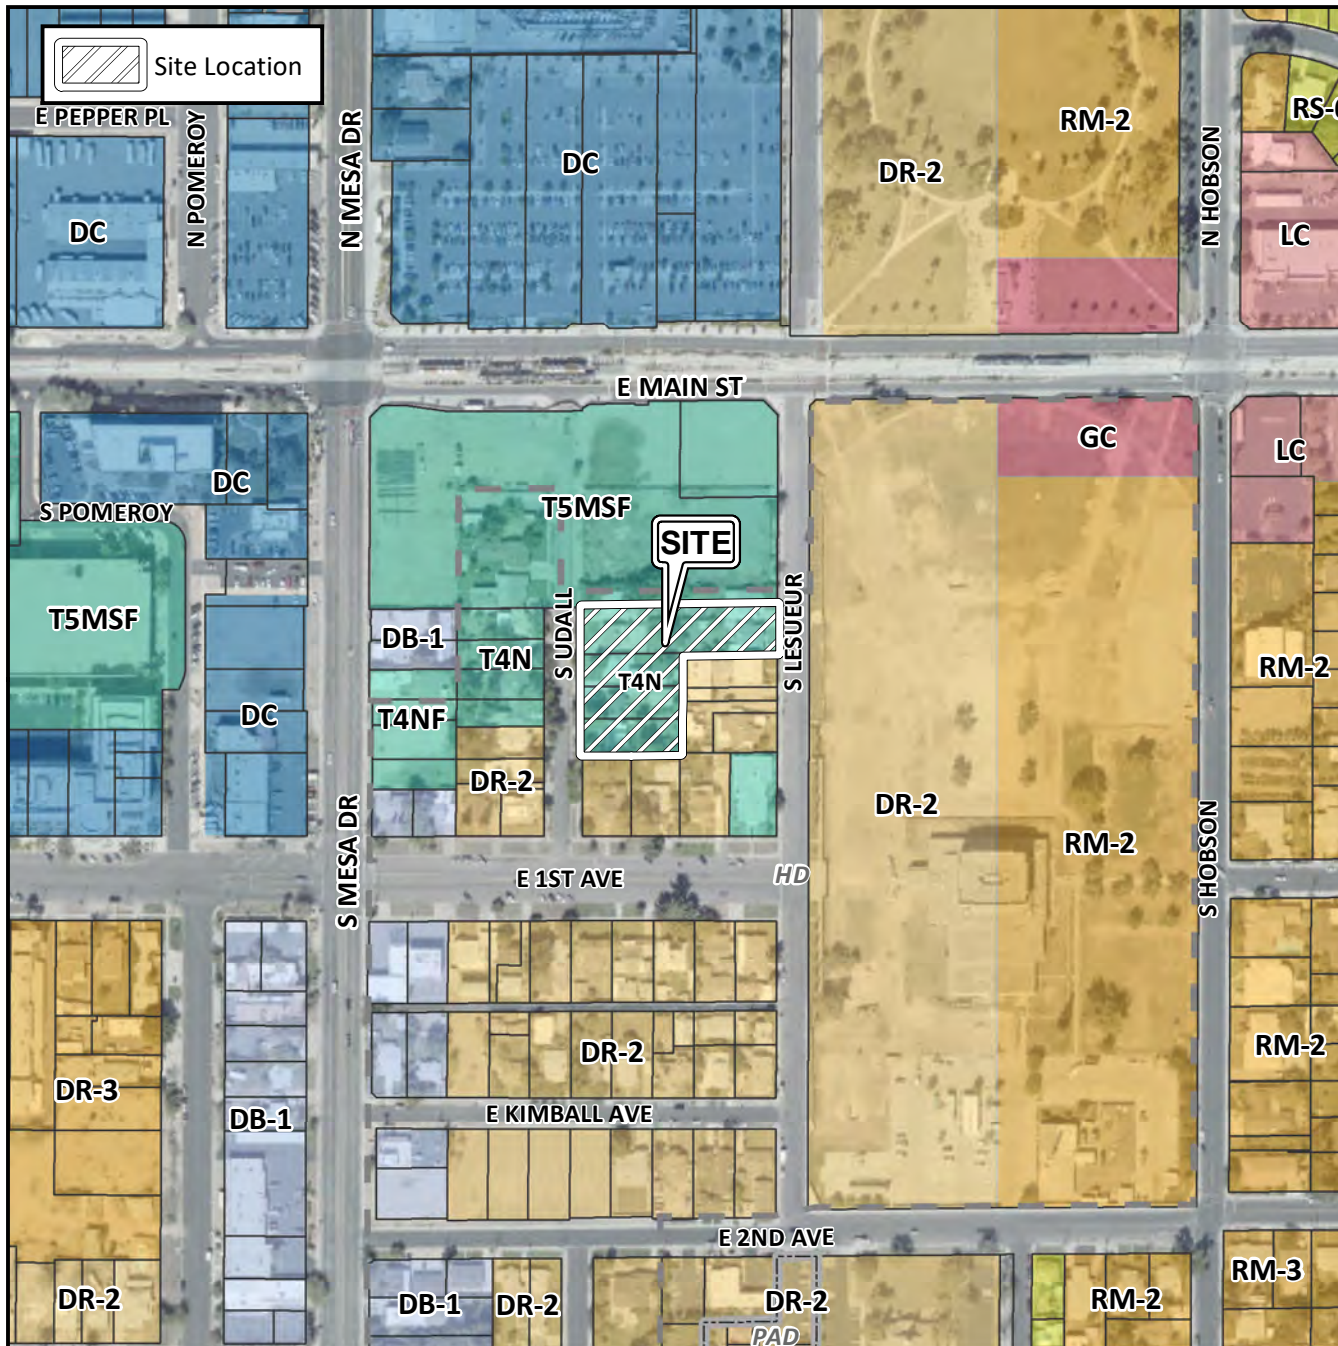 Site Location
E PEPPER PL
N POMEROY
N MESA DR
DC
DC
DR-2
RM-2
N HOBSON
RS-6
LC
E MAIN ST
DC
S POMEROY
T5MSF
GC
LC
SITE
T5MSF
DB-1
T4N
S UDALL
T4N
S LESUEUR
RM-2
DC
T4NF
DR-2
DR-2
RM-2
S HOBSON
S MESA DR
E 1ST AVE
HD
DR-3
DB-1
DR-2
RM-2
E KIMBALL AVE
E 2ND AVE
DR-2
DB-1
DR-2
DR-2
RM-2
RM-3
PAD